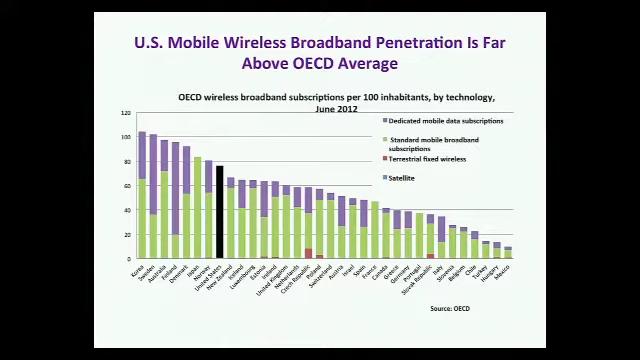 U.S. Mobile Wireless Broadband Penetration Is Far
Above OECD Average
OECD wireless broadband subscriptions per 100 inhabitants, by technology,
June 2012
120
100
80
60
40
20
0
Dedicated mobile data subscriptions
Standard mobile broadband
subscriptions
Terrestrial fixed wireless
Satellite
Korea
Sweden
Australia
Finland
Denmark
Japan
Norway
United States
New Zealand
Iceland
Luxembourg
Estonia
Ireland
United Kingdom
Netherlands
Czech Republic
Poland
Switzerland
Austria
Israel
Spain
France
Canada
Greece
Germany
Portugal
Slovak Republic
Italy
Slovenia
Belgium
Chile
Turkey
Hungary
Mexico
Source: OECD